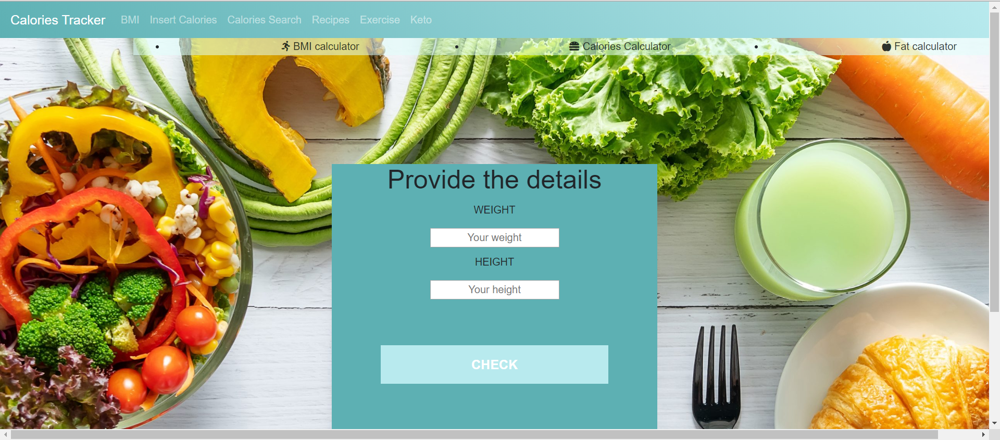 Calories Tracker BMI Insert Calories Calories Search Recipes Exercise Keto
• BMI calculator • Calories Calculator • Fat calculator
Provide the details
WEIGHT
Your weight
HEIGHT
Your height
CHECK